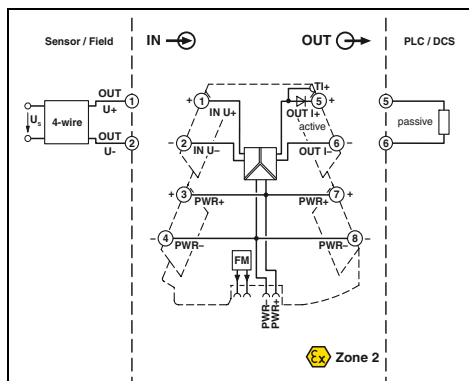 Sensor / Field
IN
OUT
PLC / DCS
OUT
U+
1
+ 1
IN U+
TI+
5 +
OUT I+
active
5
Us
4-wire
passive
OUT
U-
2
- 2
IN U-
6 -
OUT I-
6
+ 3
PWR+
7 +
PWR+
- 4
PWR-
8 -
PWR-
FM
PWR-
PWR+
Ex Zone 2